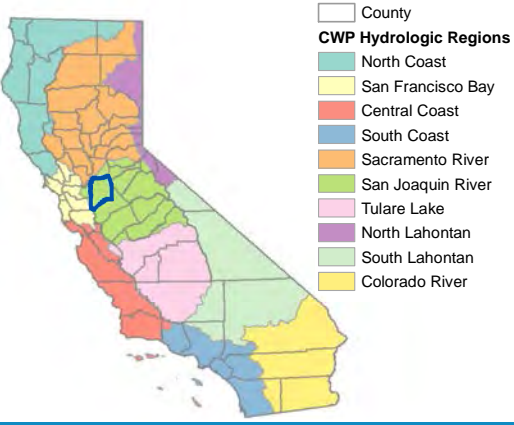 County
CWP Hydrologic Regions
North Coast
San Francisco Bay
Central Coast
South Coast
Sacramento River
San Joaquin River
Tulare Lake
North Lahontan
South Lahontan
Colorado River